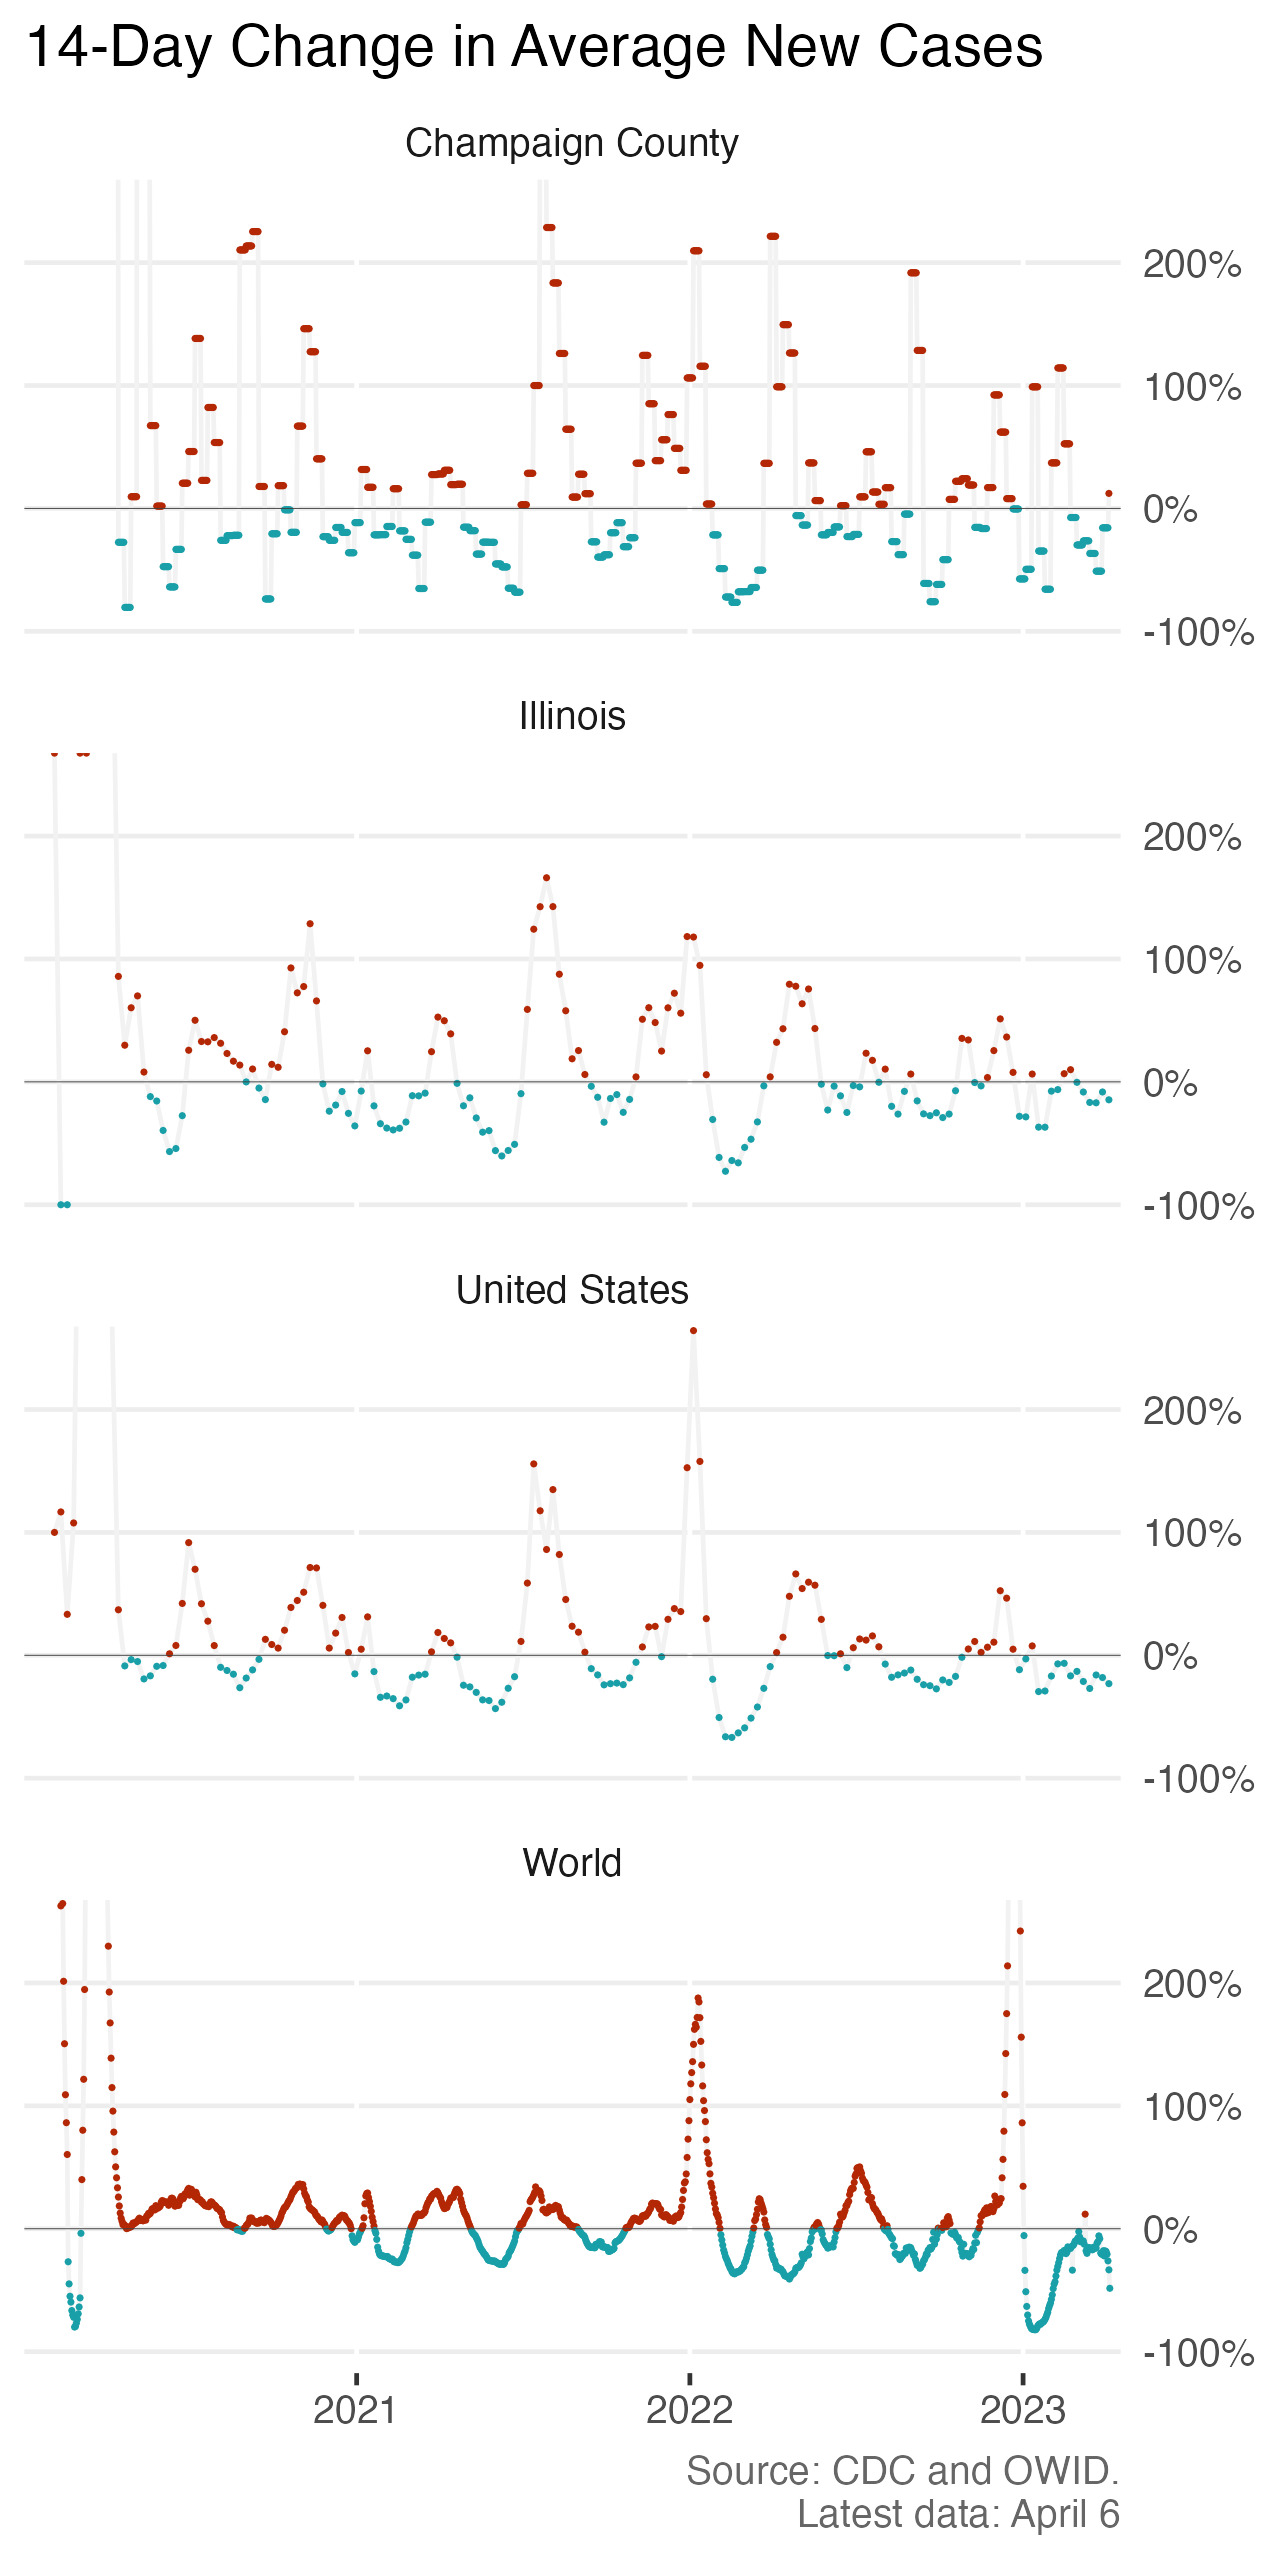 14-Day Change in Average New Cases
Champaign County
200%
100%
0%
-100%
Illinois
200%
100%
0%
-100%
United States
200%
100%
0%
-100%
World
200%
100%
0%
-100%
2021 2022 2023
Source: CDC and OWID.
Latest data: April 6